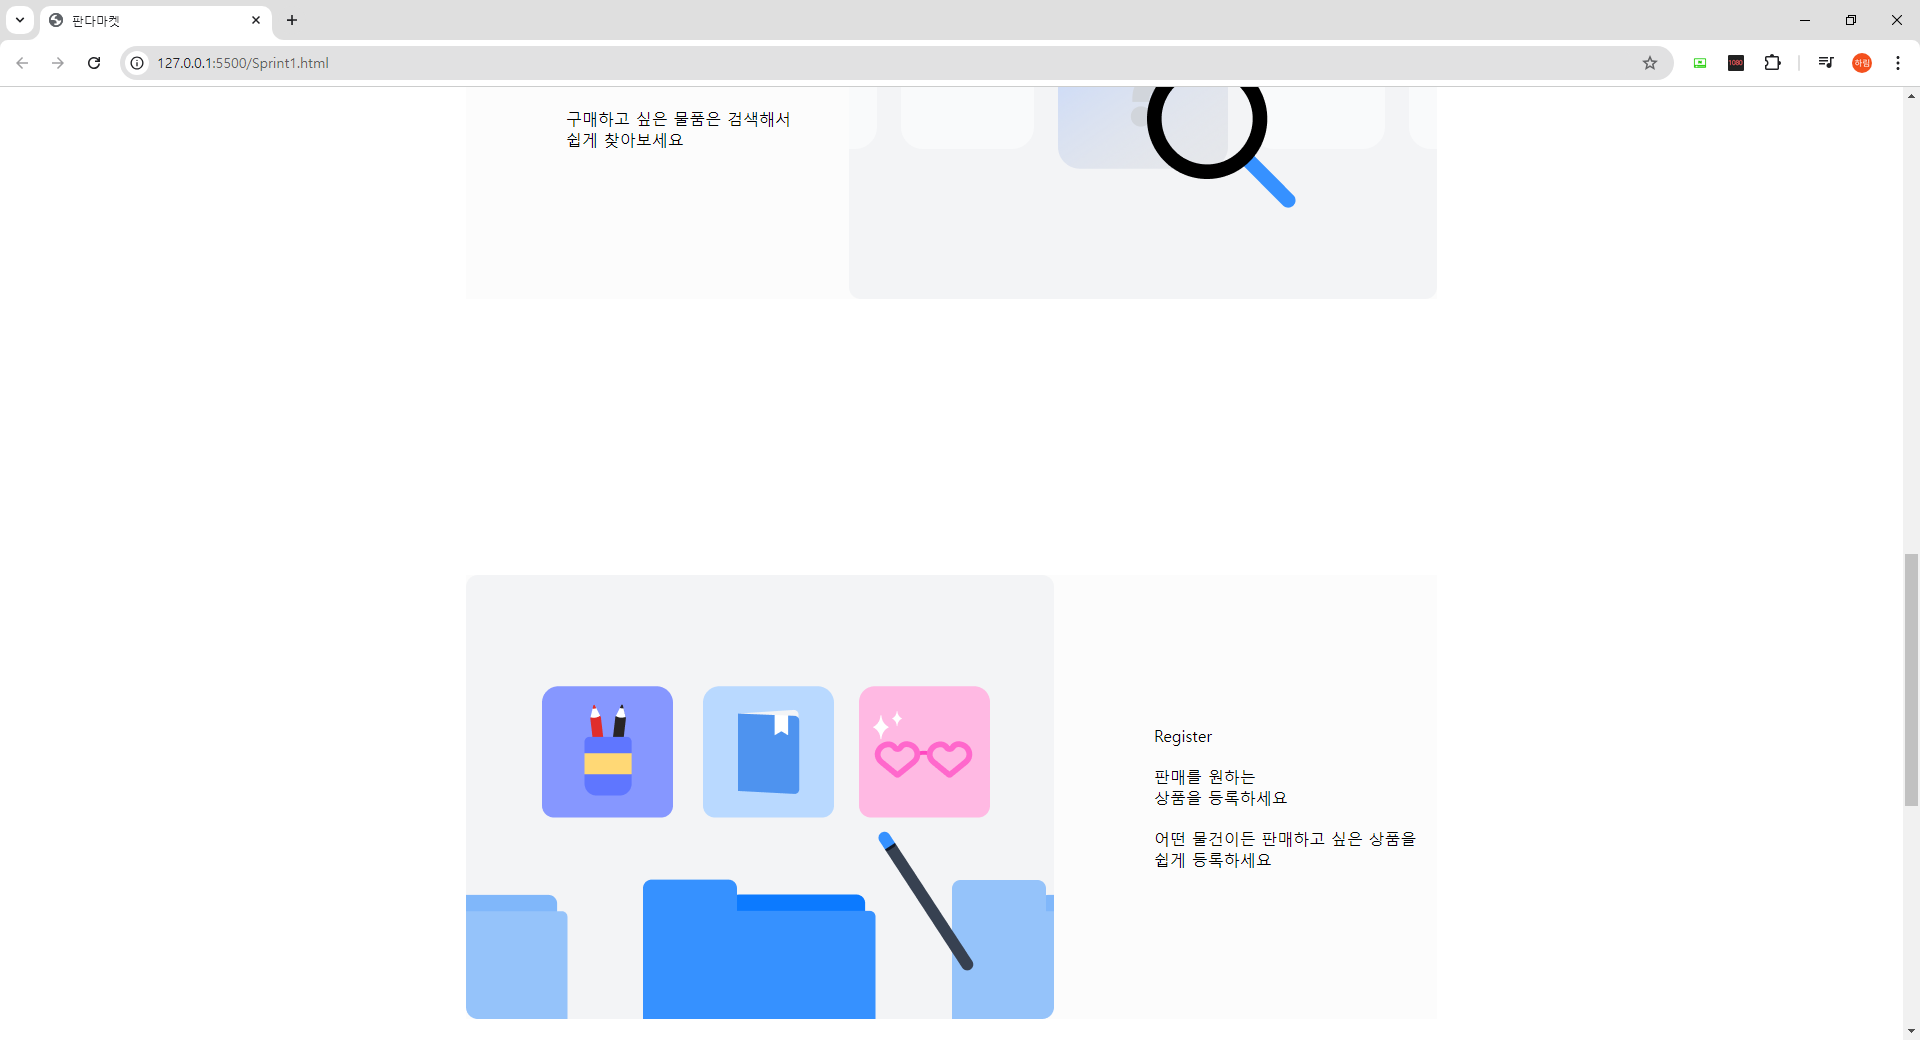 판다마켓
127.0.0.1:5500/Sprint1.html
1080
하림
구매하고 싶은 물품은 검색해서
쉽게 찾아보세요
Register
판매를 원하는
상품을 등록하세요
어떤 물건이든 판매하고 싶은 상품을
쉽게 등록하세요